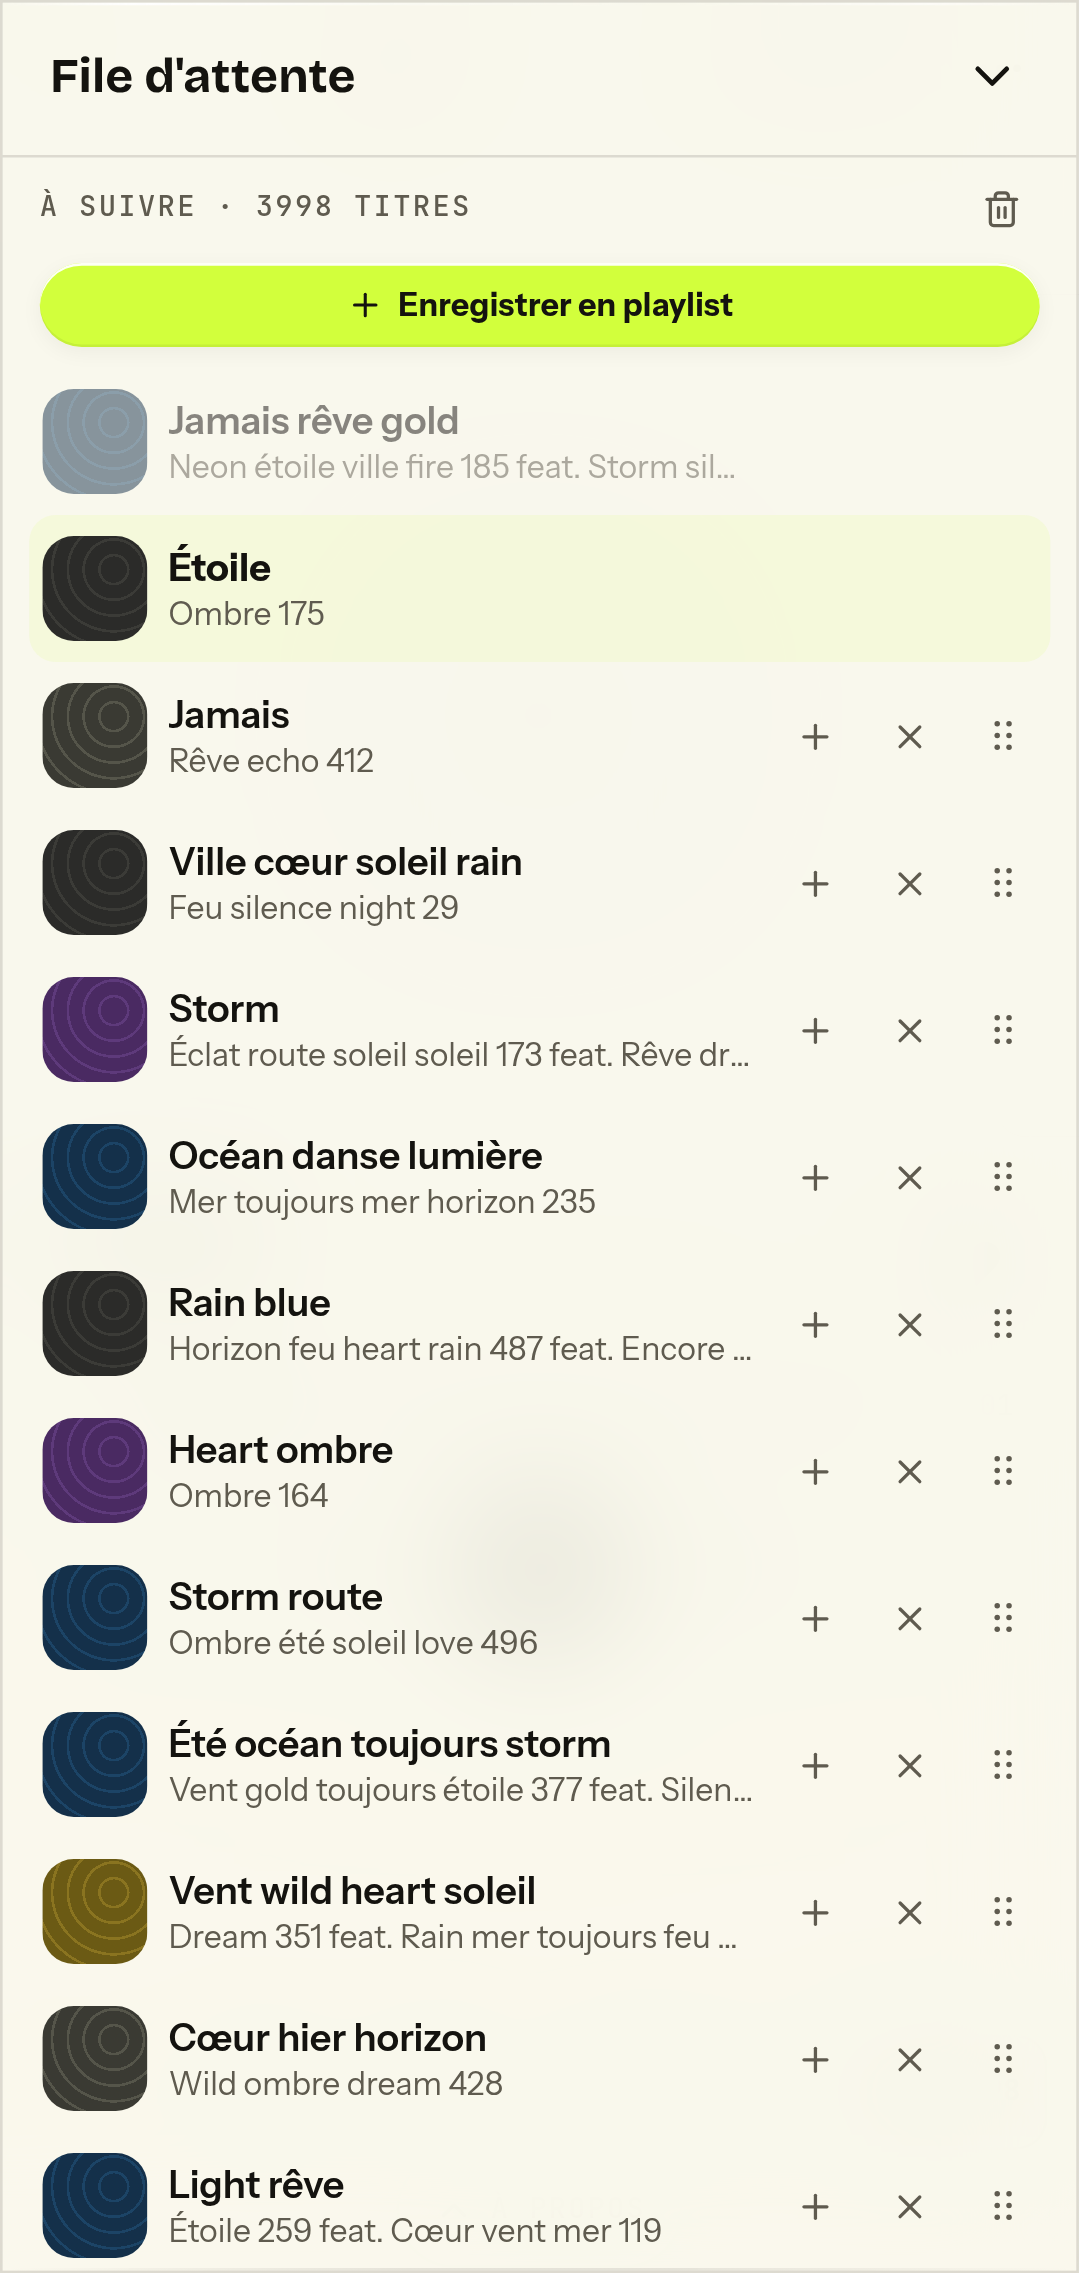 File d'attente
À SUIVRE · 3998 TITRES
+ Enregistrer en playlist
Jamais rêve gold
Neon étoile ville fire 185 feat. Storm sil...
Étoile
Ombre 175
Jamais
Rêve echo 412
Ville cœur soleil rain
Feu silence night 29
Storm
Éclat route soleil soleil 173 feat. Rêve dr...
Océan danse lumière
Mer toujours mer horizon 235
Rain blue
Horizon feu heart rain 487 feat. Encore ...
Heart ombre
Ombre 164
Storm route
Ombre été soleil love 496
Été océan toujours storm
Vent gold toujours étoile 377 feat. Silen...
Vent wild heart soleil
Dream 351 feat. Rain mer toujours feu ...
Cœur hier horizon
Wild ombre dream 428
Light rêve
Étoile 259 feat. Cœur vent mer 119